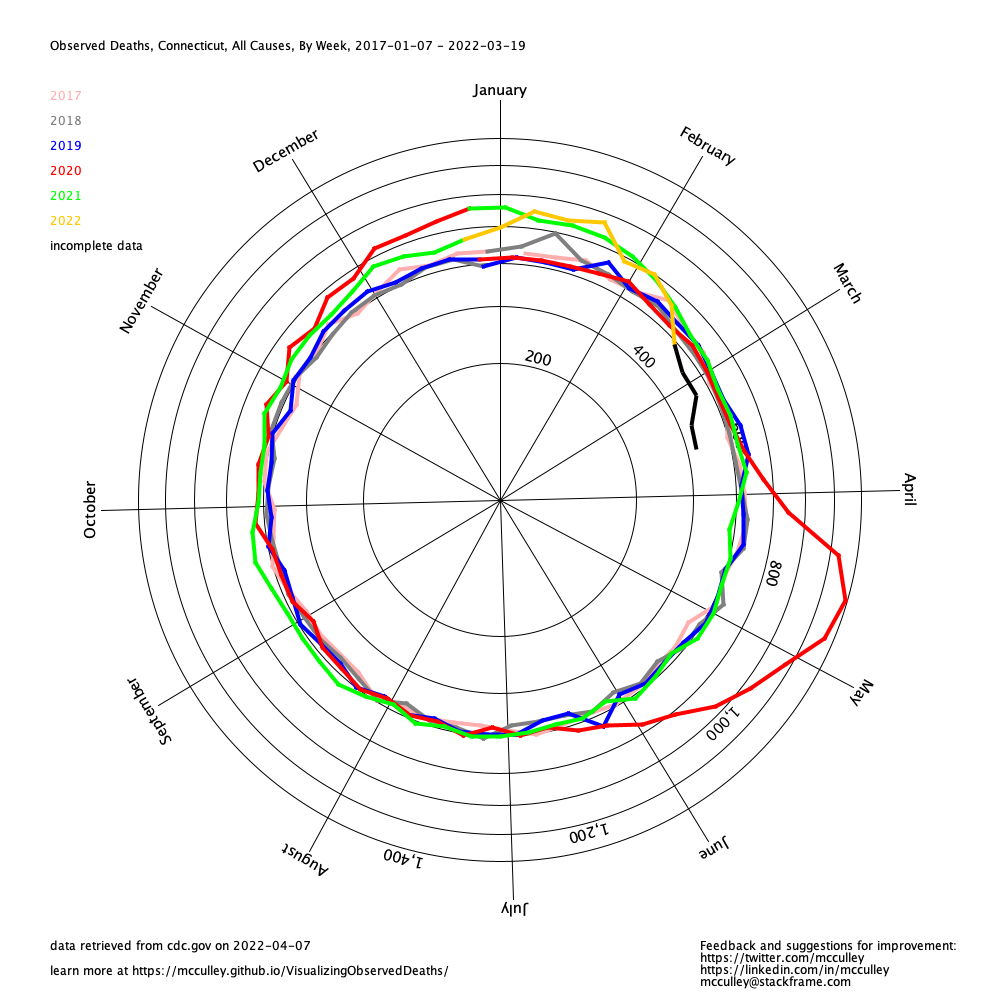 Observed Deaths, Connecticut, All Causes, By Week, 2017-01-07 - 2022-03-19
January
2017
2018
2019
2020
2021
2022
incomplete data
December
February
November
March
200
400
October
April
800
September
May
1,000
1,200
1,400
August
June
July
data retrieved from cdc.gov on 2022-04-07
learn more at https://mcculley.github.io/VisualizingObservedDeaths/
Feedback and suggestions for improvement:
https://twitter.com/mcculley
https://linkedin.com/in/mcculley
mcculley@stackframe.com